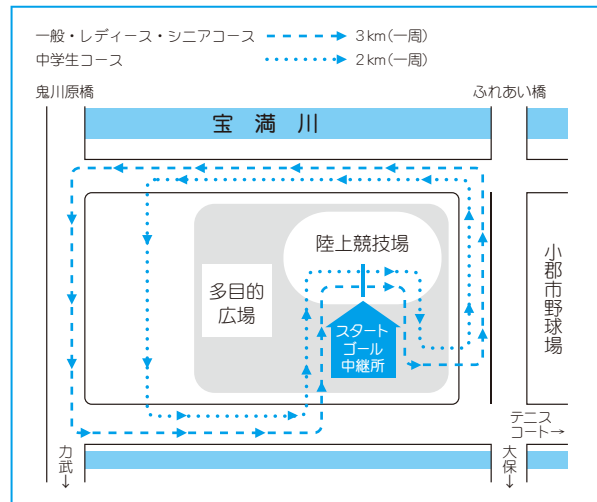 一般・レディース・シニアコース 3km(一周)
中学生コース 2km(一周)
鬼川原橋
ふれあい橋
宝満川
陸上競技場
多目的
広場
スタート
ゴール
中継所
小郡市野球場
テニス
コート→
力武↓
大保↓